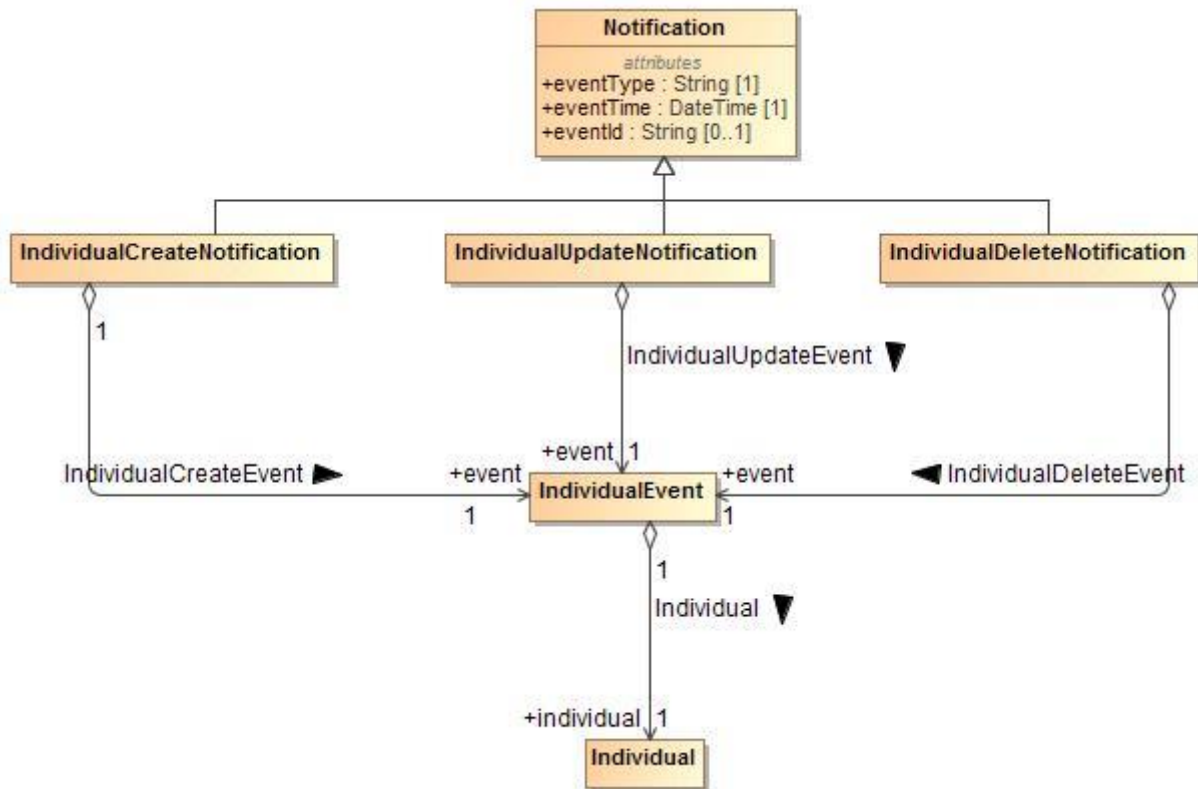 Notification
attributes
+eventType : String [1]
+eventTime : DateTime [1]
+eventId : String [0..1]
IndividualCreateNotification
IndividualUpdateNotification
IndividualDeleteNotification
1
IndividualUpdateEvent
+event 1
IndividualCreateEvent
+event
1
+event
1
IndividualDeleteEvent
IndividualEvent
1
Individual
+individual 1
Individual